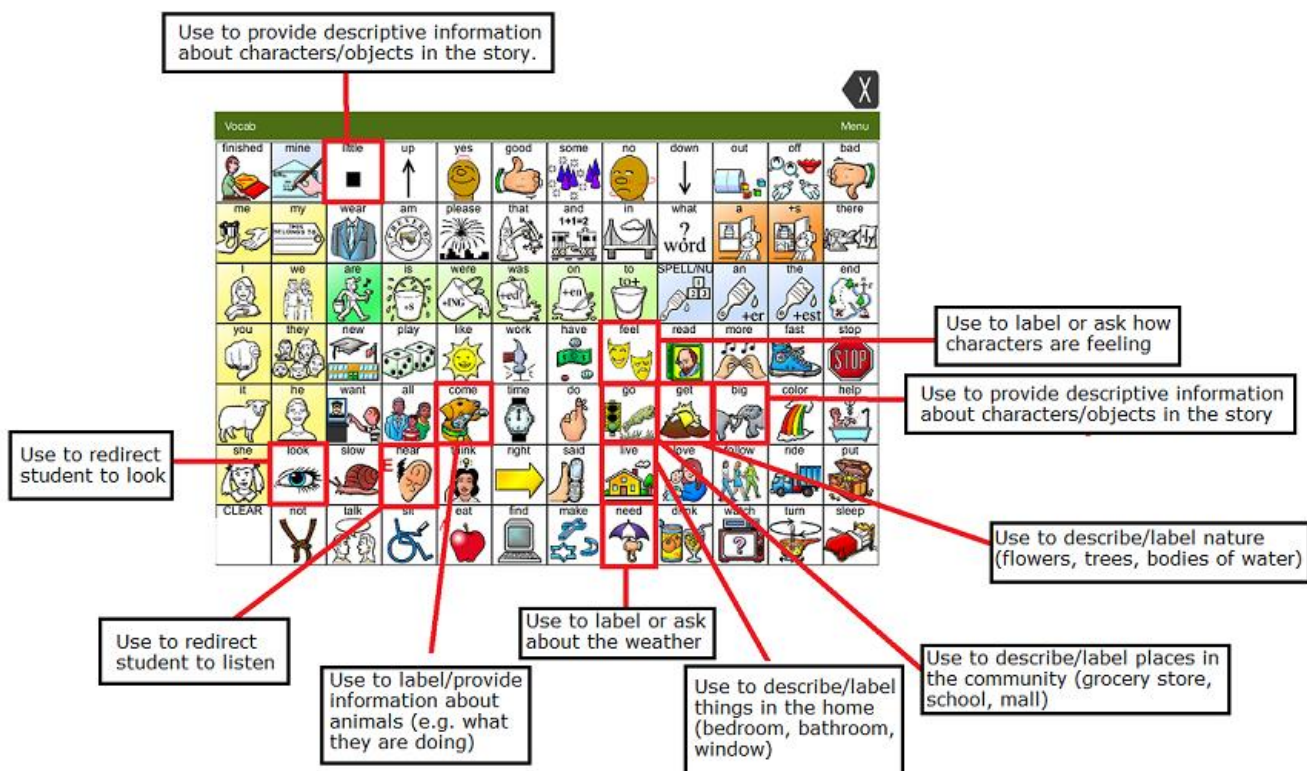 Use to provide descriptive information
about characters/objects in the story.
X
Vocab Menu
finished mine little up yes good some no down out off bad
me my wear am please that and in what a +s there
THIS BELONGS TO
1+1=2
?
word
I we are is were was on to SPELL/NU an the end
+s +ING +ed +en to+ 1 2 3 +er +est
you they new play like work have feel read more fast stop
STOP
it he want all come time do go get big color help
she look slow hear think right said live love follow ride put
E
CLEAR not talk sit eat find make need drink watch turn sleep
?
Use to label or ask how
characters are feeling
Use to provide descriptive information
about characters/objects in the story
Use to redirect
student to look
Use to describe/label nature
(flowers, trees, bodies of water)
Use to label or ask
about the weather
Use to redirect
student to listen
Use to describe/label places in
the community (grocery store,
school, mall)
Use to label/provide
information about
animals (e.g. what
they are doing)
Use to describe/label
things in the home
(bedroom, bathroom,
window)